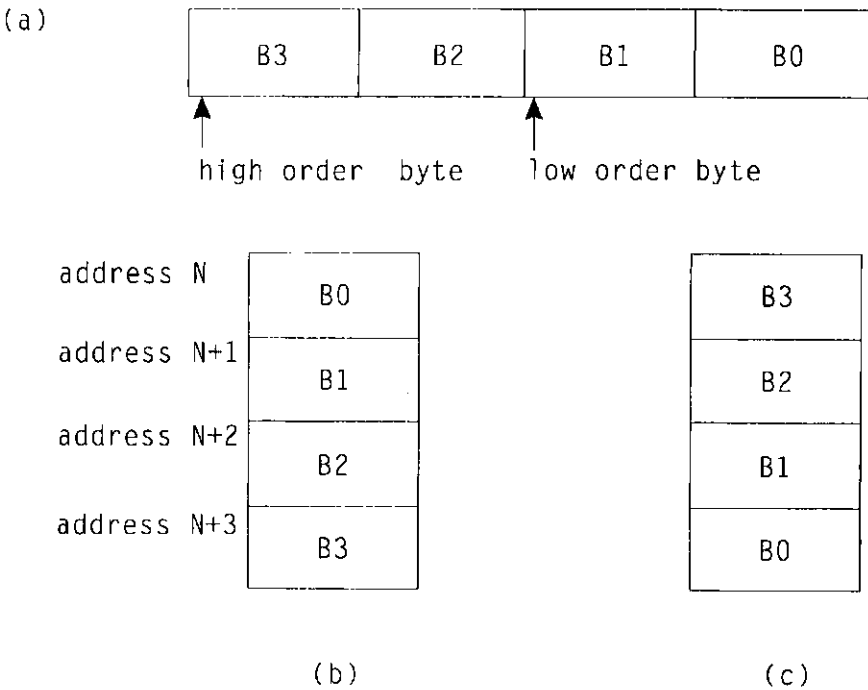 (a)
B3 B2 B1 B0
high order byte low order byte
address N
B0 B3
address N+1
B1 B2
address N+2
B2 B1
address N+3
B3 B0
(b) (c)